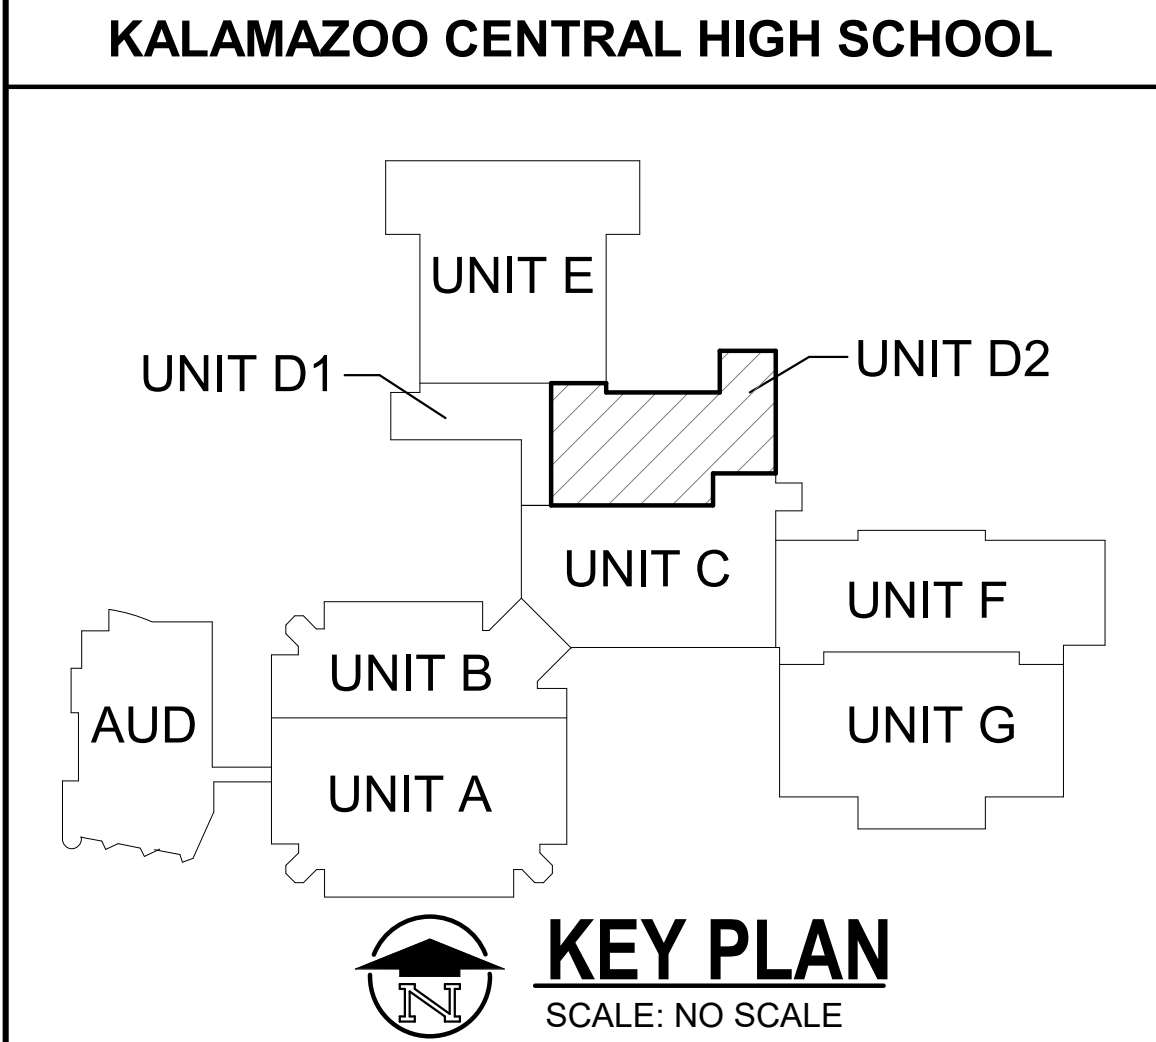 KALAMAZOO CENTRAL HIGH SCHOOL
UNIT E
UNIT D1
UNIT D2
UNIT C
UNIT F
UNIT B
AUD
UNIT G
UNIT A
N
KEY PLAN
SCALE: NO SCALE